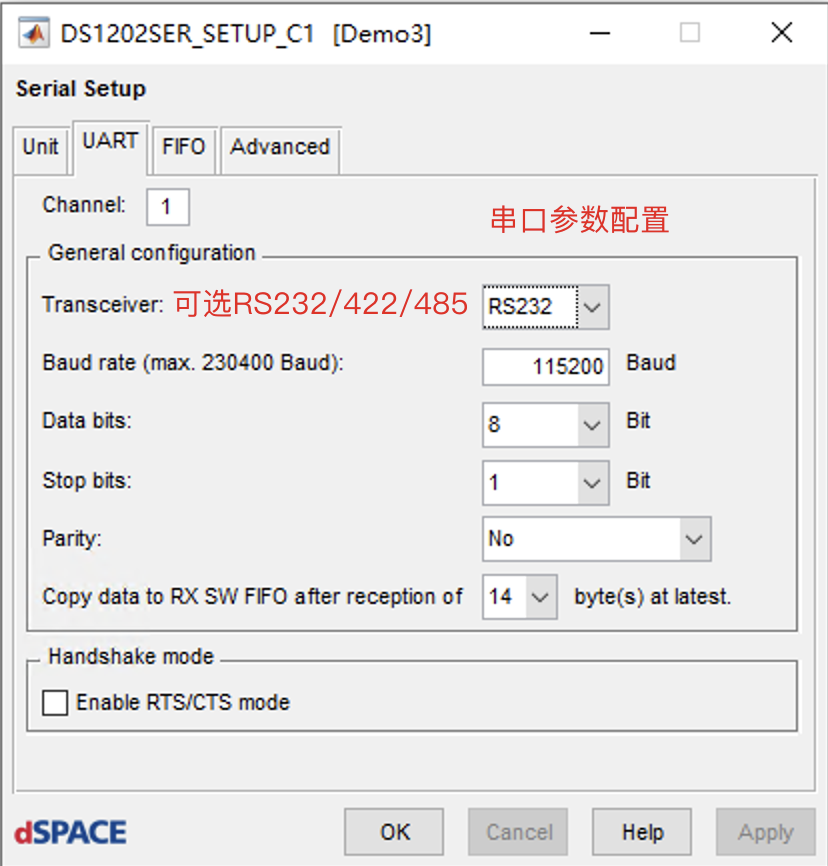 DS1202SER_SETUP_C1 [Demo3]
Serial Setup
Unit UART FIFO Advanced
Channel: 1
串口参数配置
General configuration
Transceiver: 可选RS232/422/485 RS232
Baud rate (max. 230400 Baud): 115200 Baud
Data bits: 8 Bit
Stop bits: 1 Bit
Parity: No
Copy data to RX SW FIFO after reception of 14 byte(s) at latest.
Handshake mode
Enable RTS/CTS mode
dSPACE OK Cancel Help Apply